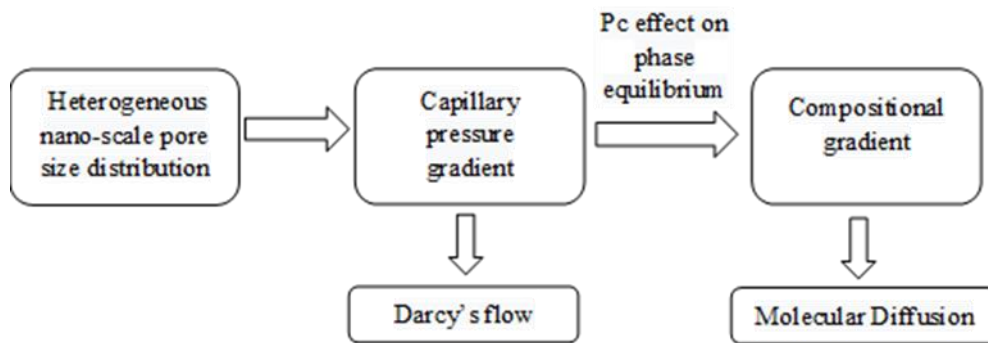 Heterogeneous
nano-scale pore
size distribution
Capillary
pressure
gradient
Pc effect on
phase
equilibrium
Compositional
gradient
Darcy's flow
Molecular Diffusion